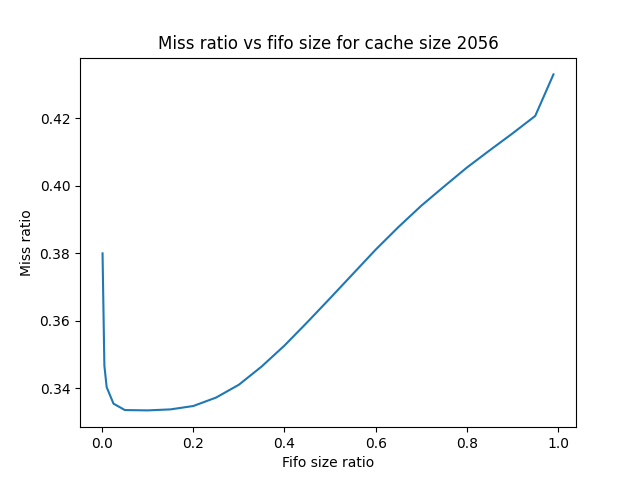 Miss ratio vs fifo size for cache size 2056
Miss ratio
0.42
0.40
0.38
0.36
0.34
0.0 0.2 0.4 0.6 0.8 1.0
Fifo size ratio